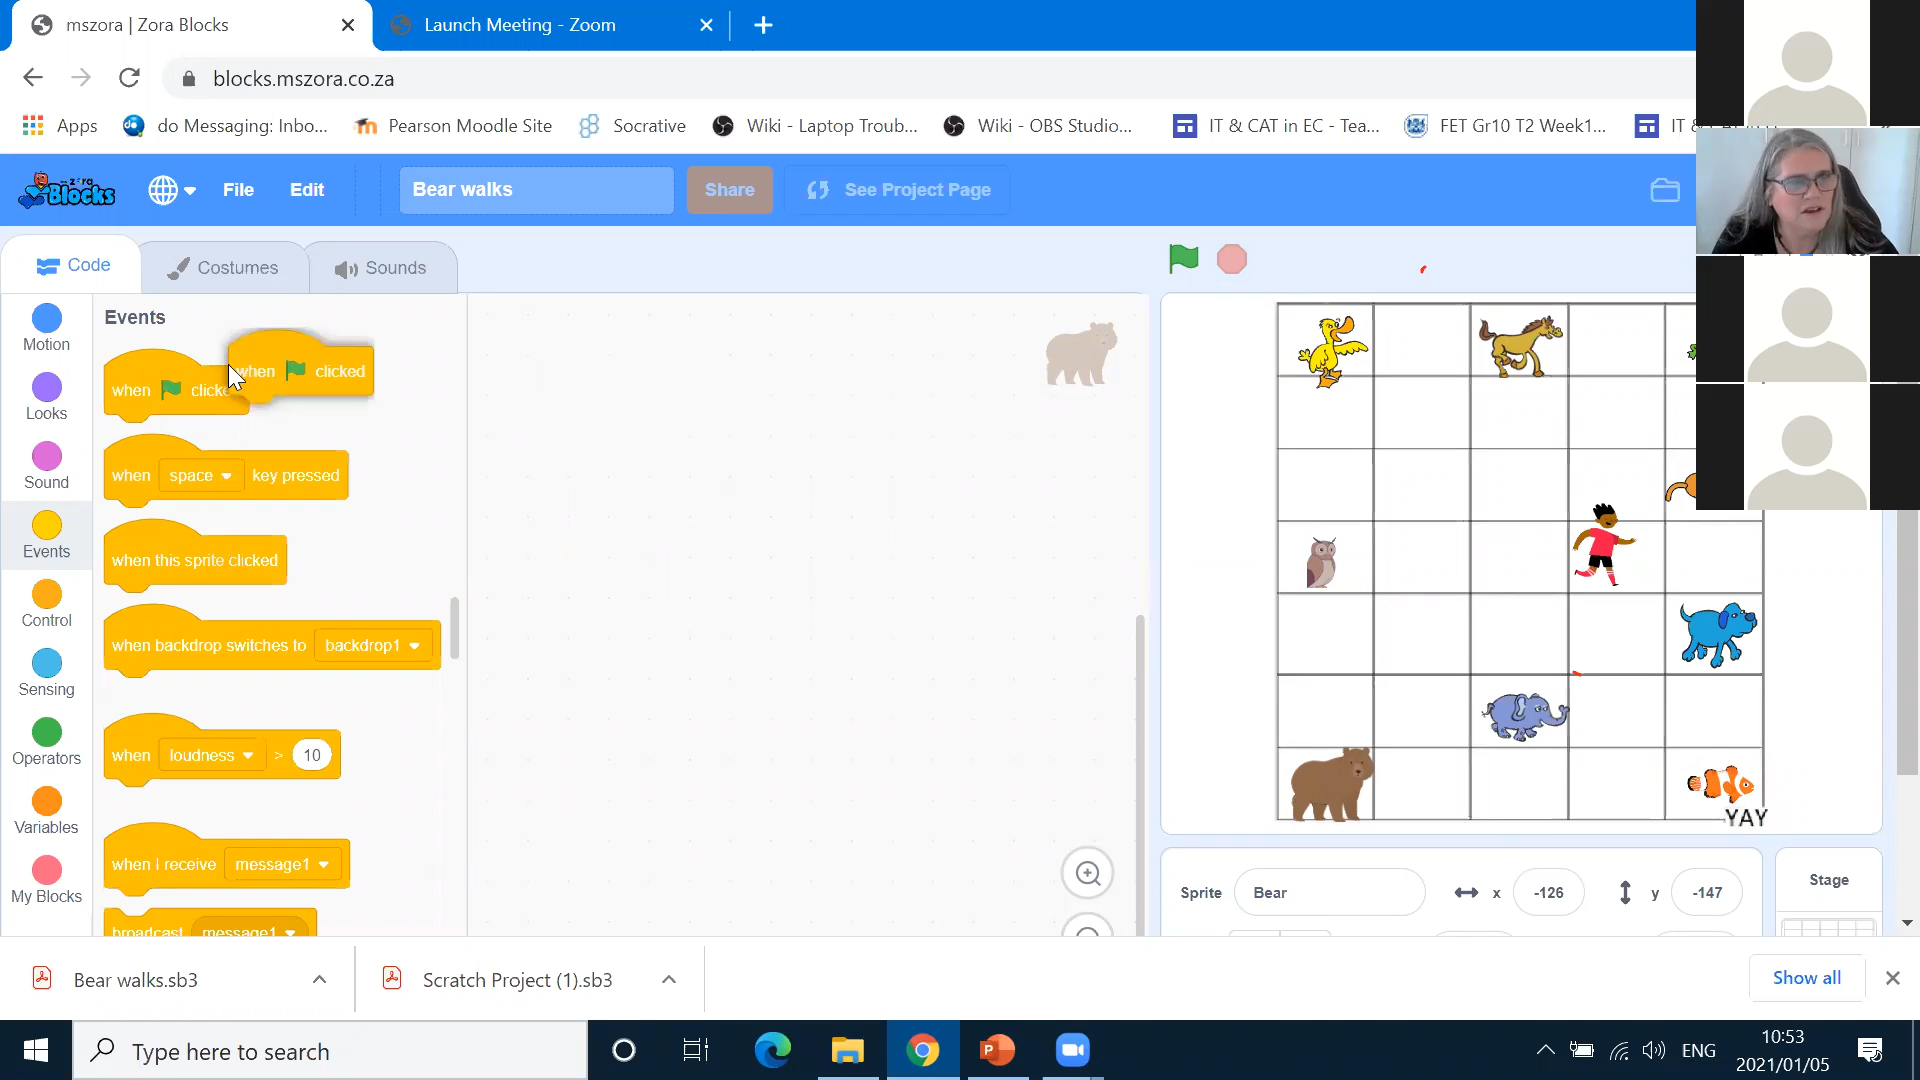 mszora | Zora Blocks
Launch Meeting - Zoom
blocks.mszora.co.za
Apps
do Messaging: Inbo...
Pearson Moodle Site
Socrative
Wiki - Laptop Troub...
Wiki - OBS Studio...
IT & CAT in EC - Tea...
FET Gr10 T2 Week1...
Blocks
File
Edit
Bear walks
Share
See Project Page
Code
Costumes
Sounds
Motion
Looks
Sound
Events
Control
Sensing
Operators
Variables
My Blocks
Events
when clicke
when clicked
when space key pressed
when this sprite clicked
when backdrop switches to backdrop1
when loudness > 10
when I receive message1
broadcast message1
YAY
Sprite
Bear
x
-126
y
-147
Stage
Bear walks.sb3
Scratch Project (1).sb3
Show all
Type here to search
ENG
10:53
2021/01/05